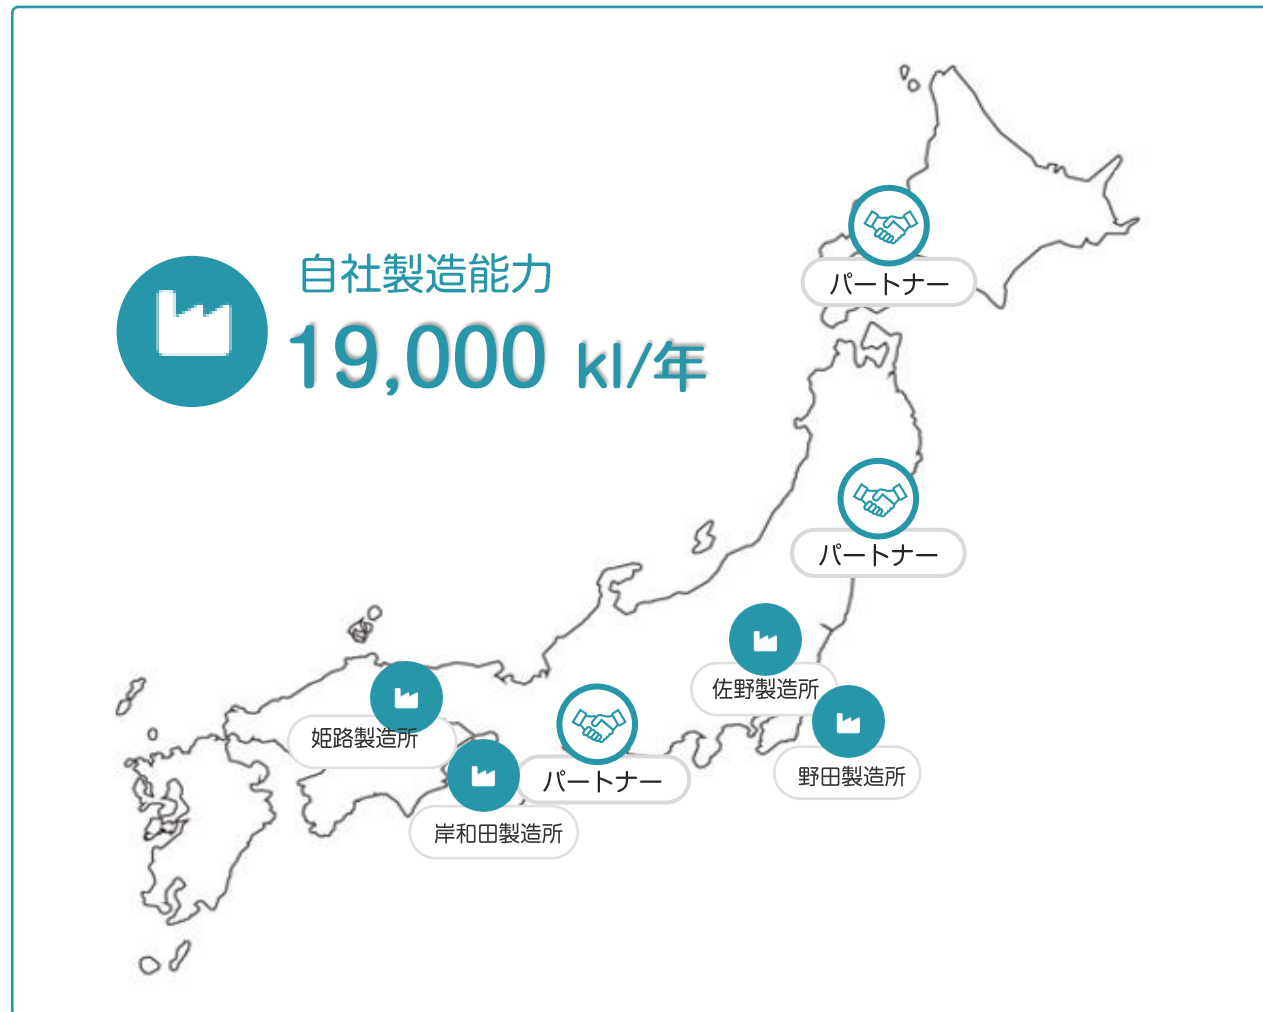 自社製造能力
19,000 kl/年
パートナー
パートナー
佐野製造所
姫路製造所
野田製造所
パートナー
岸和田製造所